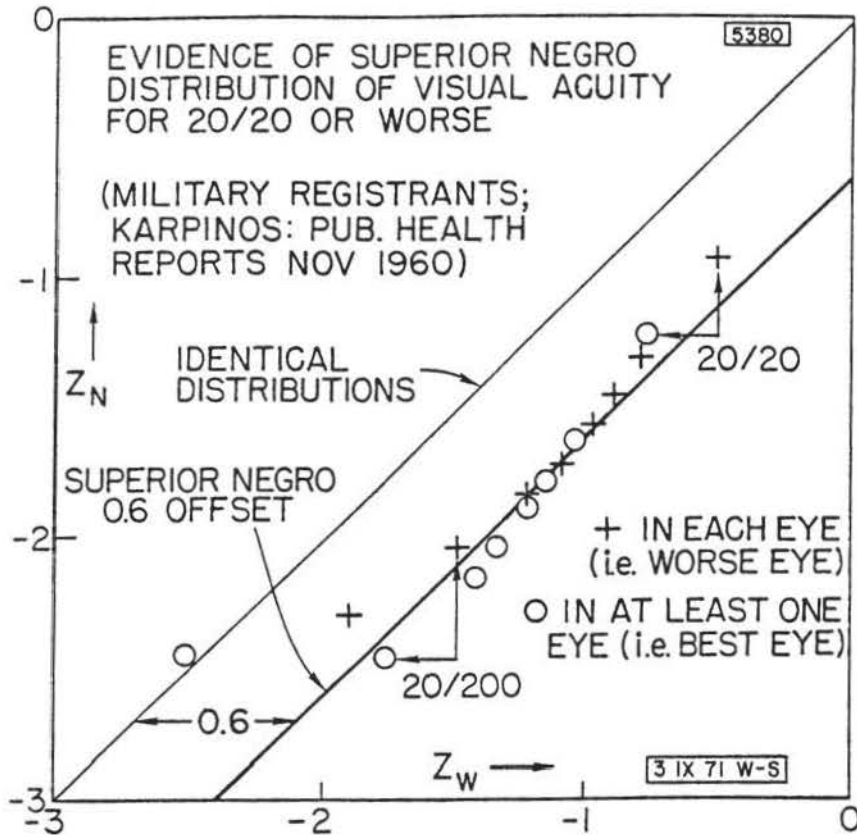 -0
5380
EVIDENCE OF SUPERIOR NEGRO
DISTRIBUTION OF VISUAL ACUITY
FOR 20/20 OR WORSE
(MILITARY REGISTRANTS;
KARPINOS: PUB. HEALTH
REPORTS NOV 1960)
-1
Z_N
IDENTICAL
DISTRIBUTIONS
20/20
SUPERIOR NEGRO
0.6 OFFSET
-2
+ IN EACH EYE
(i.e. WORSE EYE)
O IN AT LEAST ONE
EYE (i.e. BEST EYE)
20/200
0.6
Z_W
3 IX 71 W-S
-3
-3
-2
-1
0